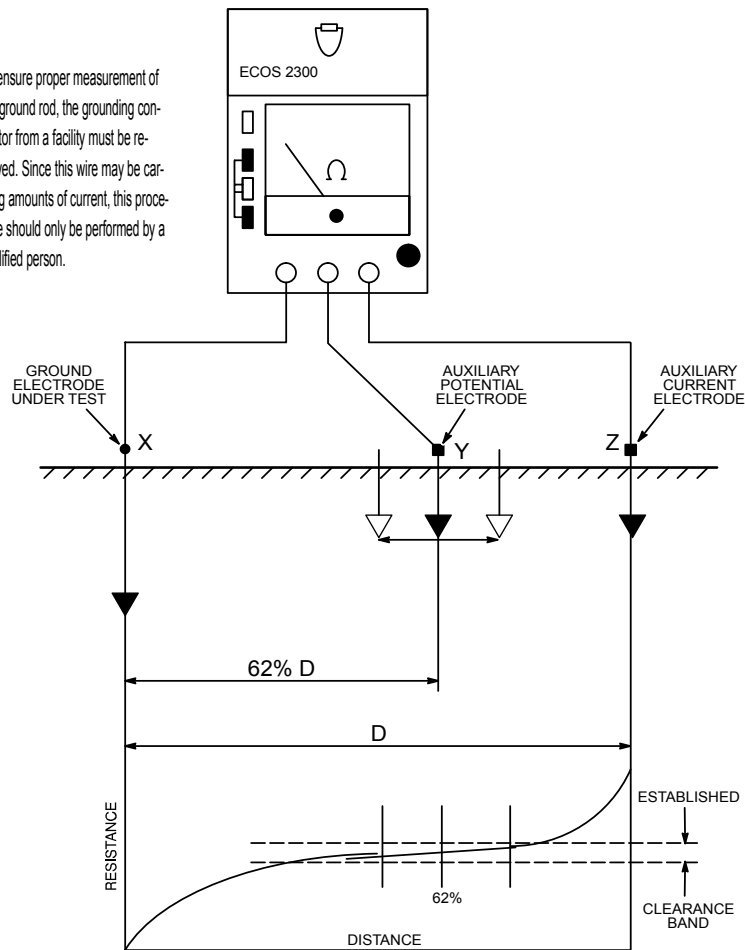 ensure proper measurement of
ground rod, the grounding con-
tor from a facility must be re-
ved. Since this wire may be car-
g amounts of current, this proce-
e should only be performed by a
lified person.
ECOS 2300
Ω
GROUND
ELECTRODE
UNDER TEST
AUXILIARY
POTENTIAL
ELECTRODE
AUXILIARY
CURRENT
ELECTRODE
X
Y
Z
62% D
D
RESISTANCE
ESTABLISHED
62%
CLEARANCE
BAND
DISTANCE